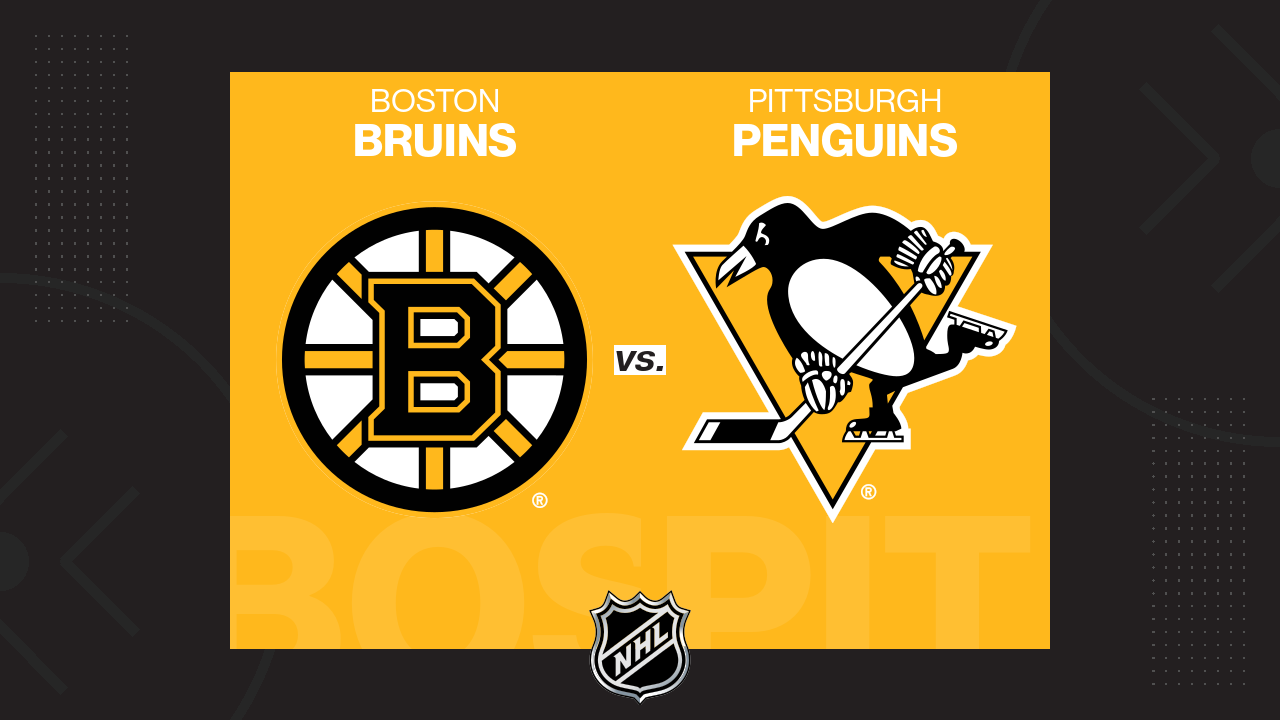 BOSTON
BRUINS
PITTSBURGH
PENGUINS
B
vs.
®
®
BOSPIT
NHL